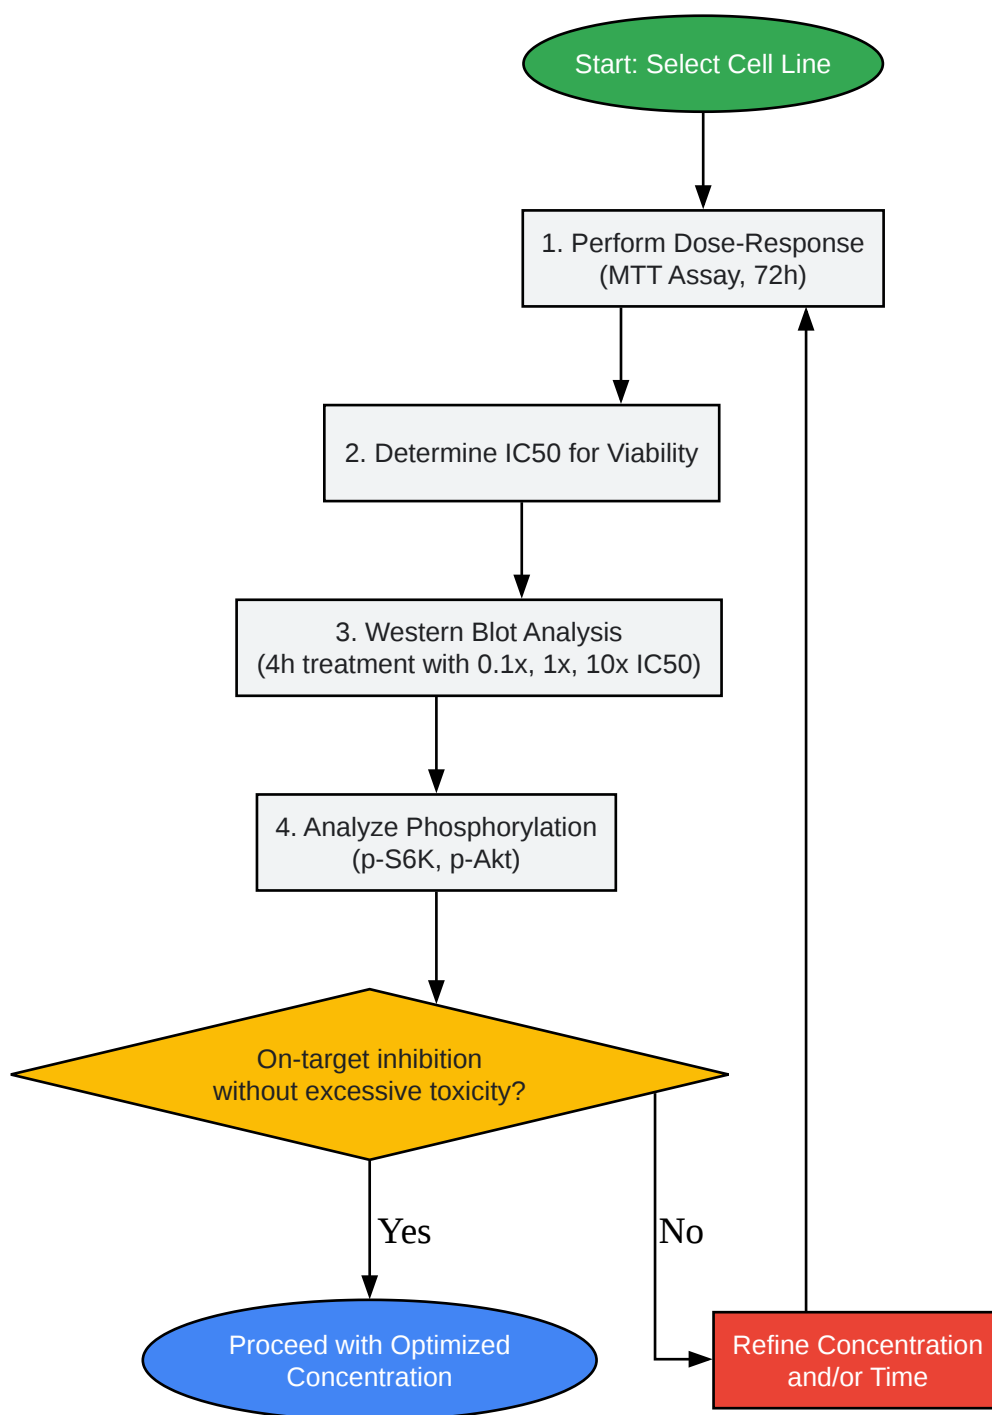 Start: Select Cell Line
1. Perform Dose-Response
(MTT Assay, 72h)
2. Determine IC50 for Viability
3. Western Blot Analysis
(4h treatment with 0.1x, 1x, 10x IC50)
4. Analyze Phosphorylation
(p-S6K, p-Akt)
On-target inhibition
without excessive toxicity?
Yes
No
Proceed with Optimized
Concentration
Refine Concentration
and/or Time